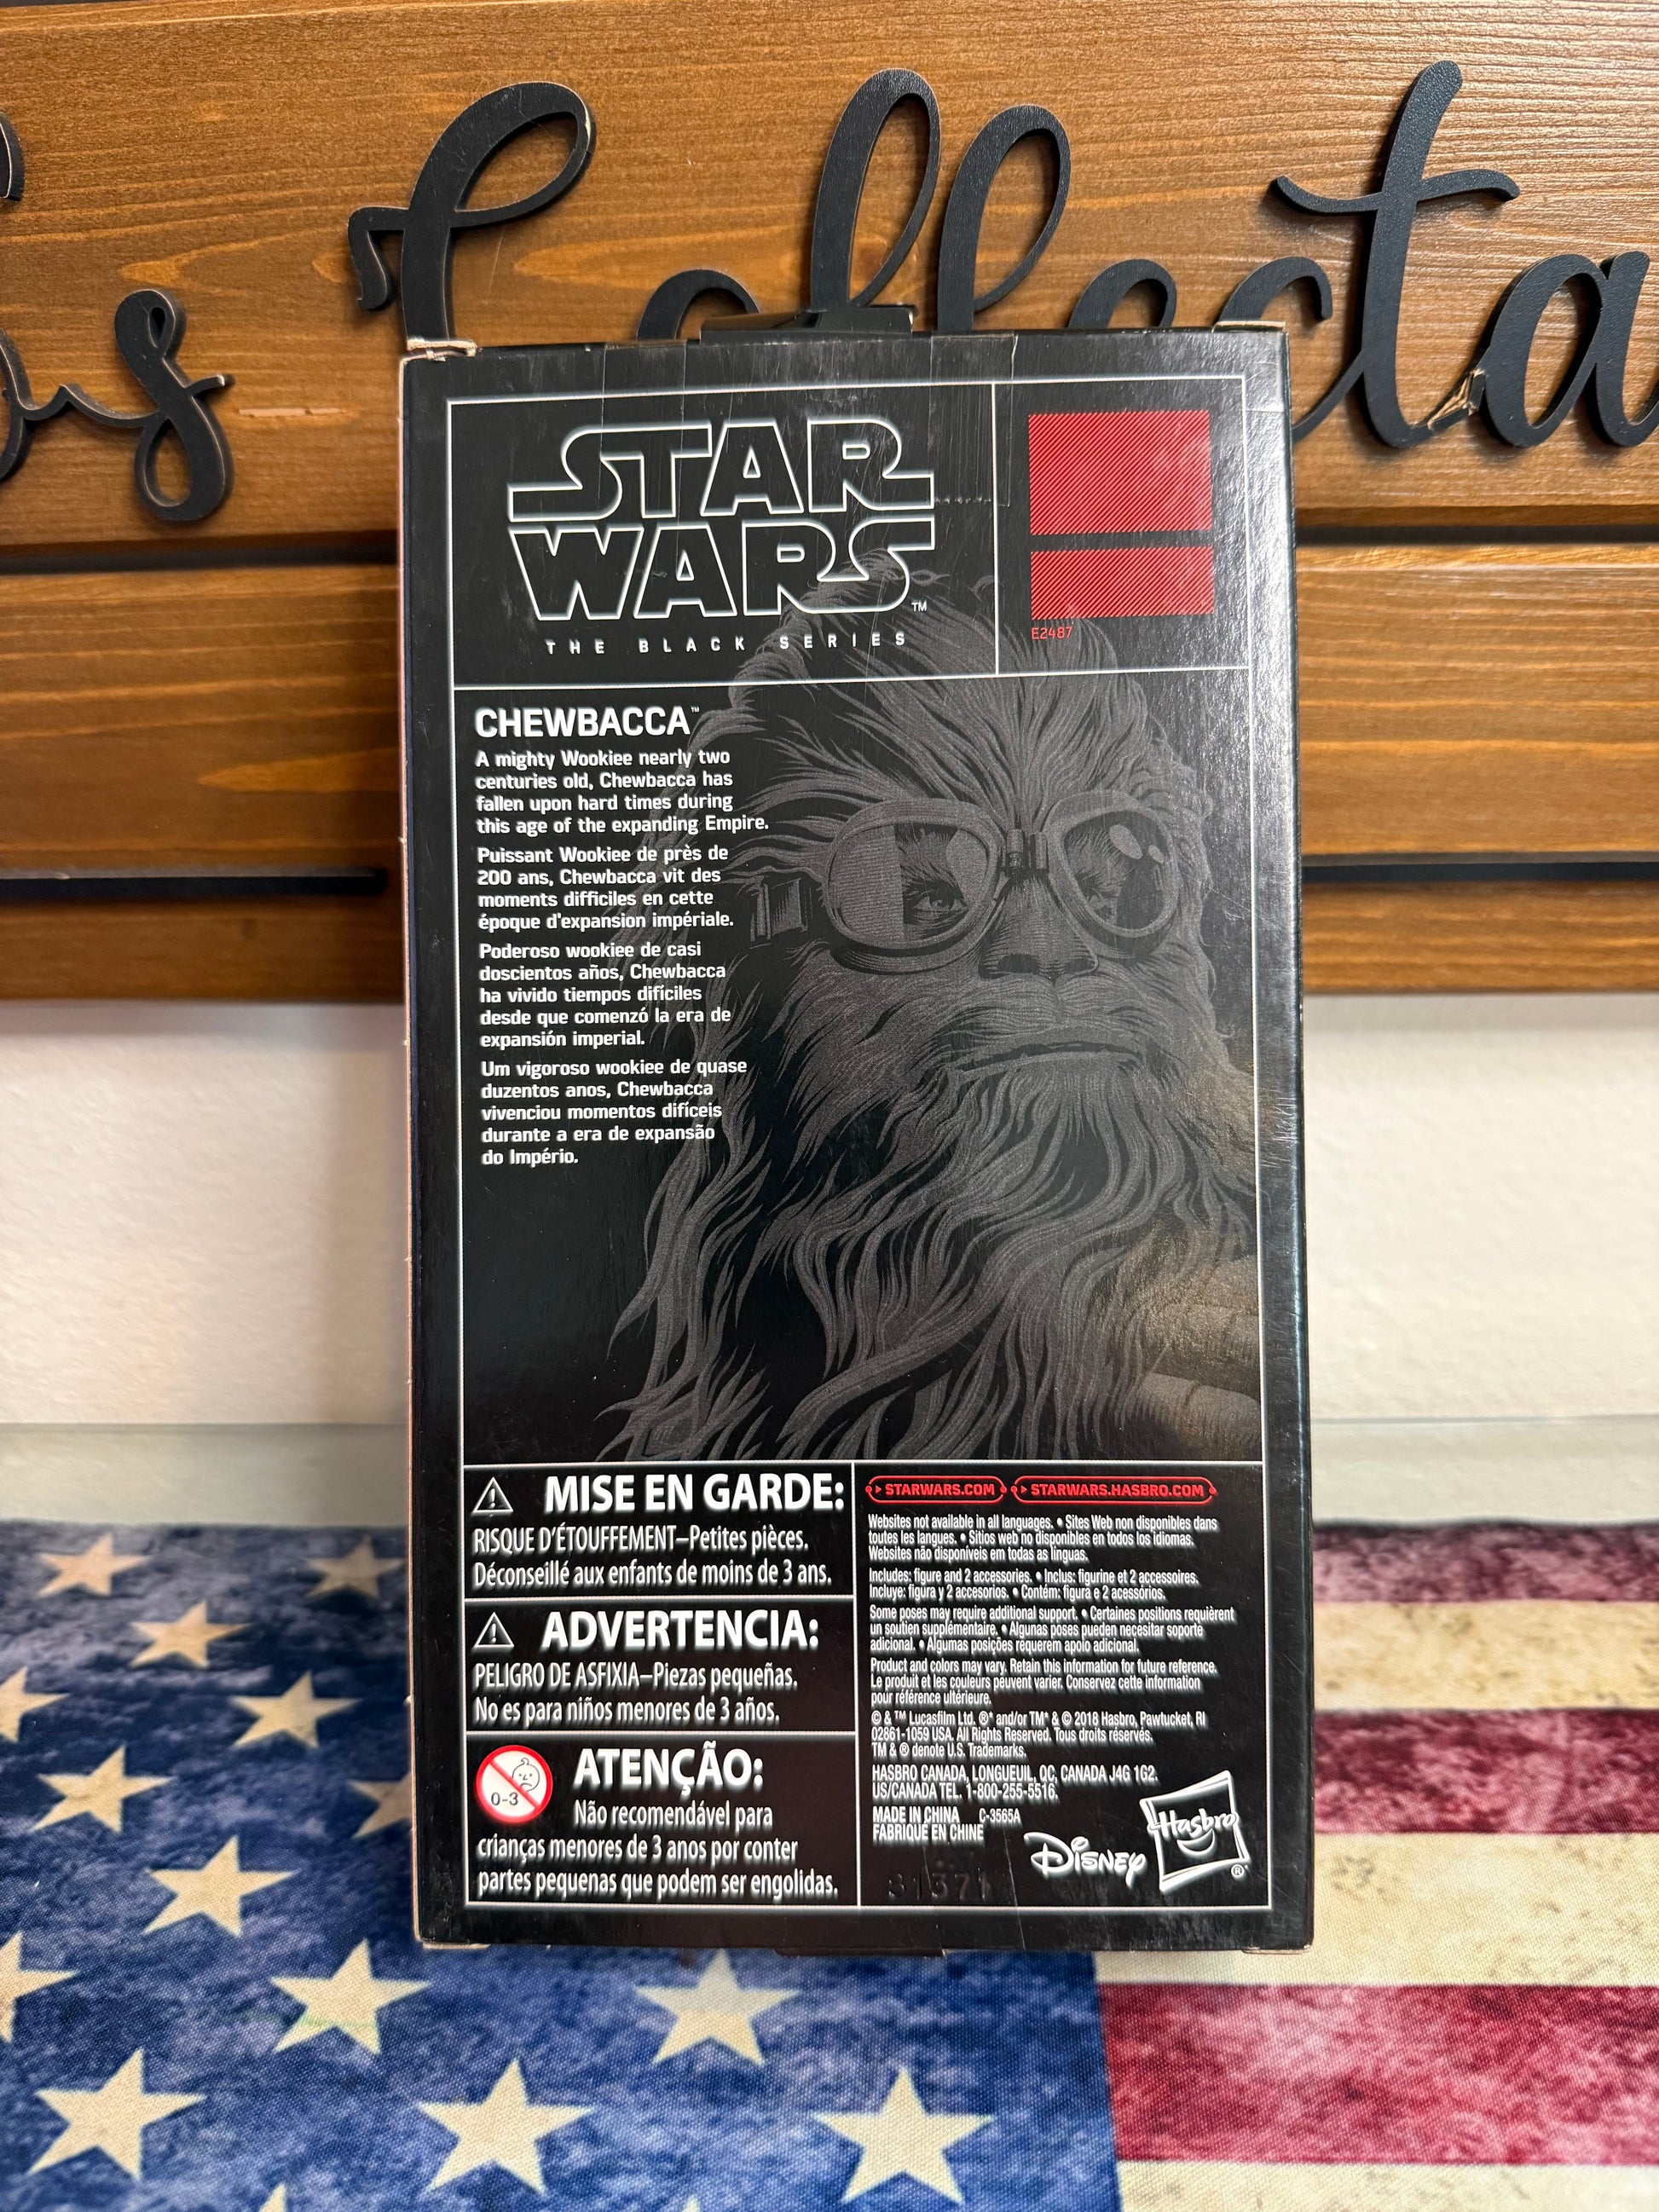 s Collecta
STAR
WARS™
THE BLACK SERIES
E2487
CHEWBACCA™
A mighty Wookiee nearly two
centuries old, Chewbacca has
fallen upon hard times during
this age of the expanding Empire.
Puissant Wookiee de près de
200 ans, Chewbacca vit des
moments difficiles en cette
époque d'expansion impériale.
Poderoso wookiee de casi
doscientos años, Chewbacca
ha vivido tiempos difíciles
desde que comenzó la era de
expansión imperial.
Um vigoroso wookiee de quase
duzentos anos, Chewbacca
vivenciou momentos difíceis
durante a era de expansão
do Império.
MISE EN GARDE:
RISQUE D'ÉTOUFFEMENT–Petites pièces.
Déconseillé aux enfants de moins de 3 ans.
ADVERTENCIA:
PELIGRO DE ASFIXIA–Piezas pequeñas.
No es para niños menores de 3 años.
0-3
ATENÇÃO:
Não recomendável para
crianças menores de 3 anos por conter
partes pequenas que podem ser engolidas.
STARWARS.COM STARWARS.HASBRO.COM
Websites not available in all languages. • Sites Web non disponibles dans
toutes les langues. • Sitios web no disponibles en todos los idiomas.
Websites não disponíveis em todas as línguas.
Includes: figure and 2 accessories. • Inclus: figurine et 2 accessoires.
Incluye: figura y 2 accesorios. • Contém: figura e 2 acessórios.
Some poses may require additional support. • Certaines positions requièrent
un soutien supplémentaire. • Algunas poses pueden necesitar soporte
adicional. • Algumas posições requerem apoio adicional.
Product and colors may vary. Retain this information for future reference.
Le produit et les couleurs peuvent varier. Conservez cette information
pour référence ultérieure.
© & ™ Lucasfilm Ltd. ®* and/or TM* & © 2018 Hasbro, Pawtucket, RI
02861-1059 USA. All Rights Reserved. Tous droits réservés.
TM & ® denote U.S. Trademarks.
HASBRO CANADA, LONGUEUIL, QC, CANADA J4G 1G2.
US/CANADA TEL. 1-800-255-5516.
MADE IN CHINA C-3565A
FABRIQUÉ EN CHINE
Disney
Hasbro®
81371